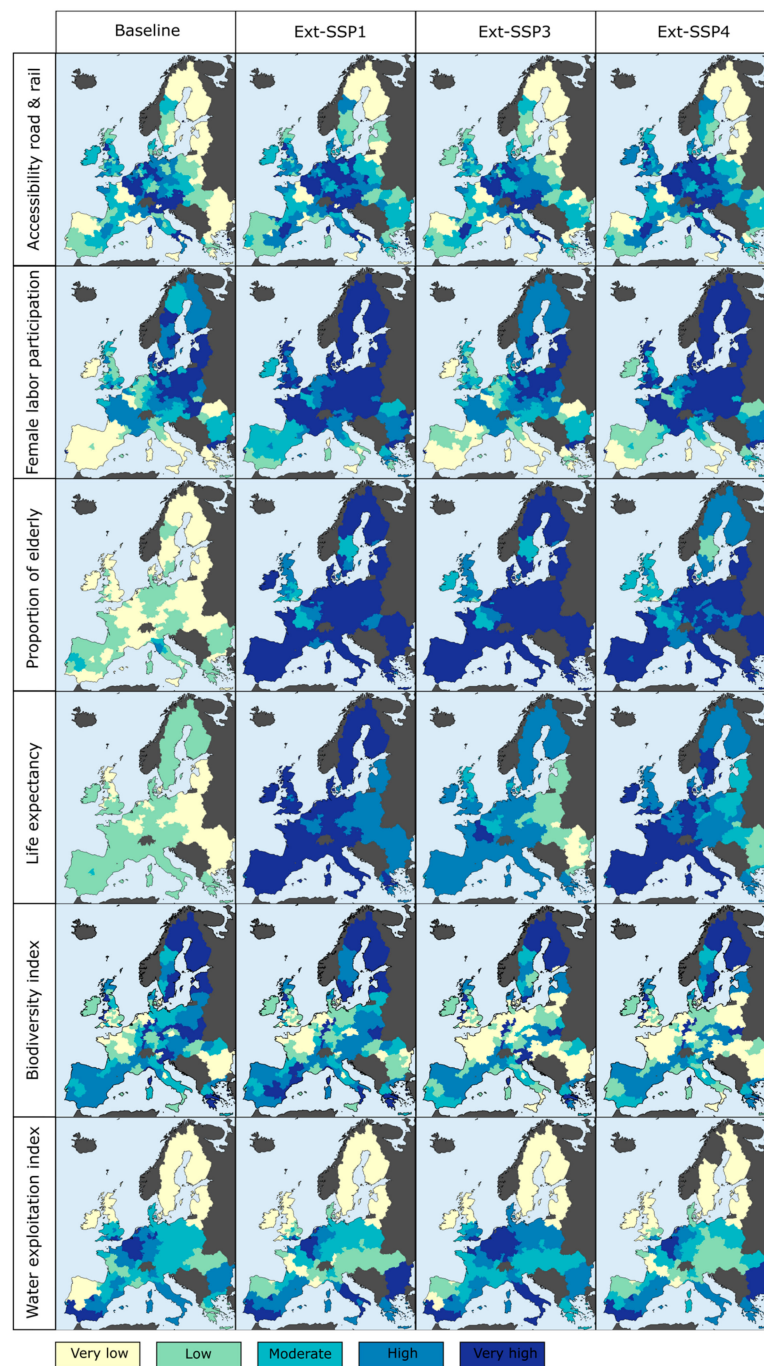 Baseline
Ext-SSP1
Ext-SSP3
Ext-SSP4
Accessibility road & rail
Female labor participation
Proportion of elderly
Life expectancy
Biodiversity index
Water exploitation index
Very low
Low
Moderate
High
Very high